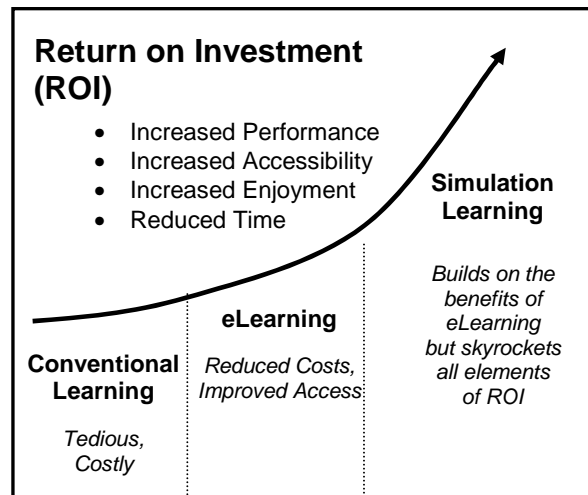 Return on Investment
(ROI)
• Increased Performance
• Increased Accessibility
• Increased Enjoyment
• Reduced Time
Simulation
Learning
Builds on the
benefits of
eLearning
but skyrockets
all elements
of ROI
eLearning
Reduced Costs,
Improved Access
Conventional
Learning
Tedious,
Costly